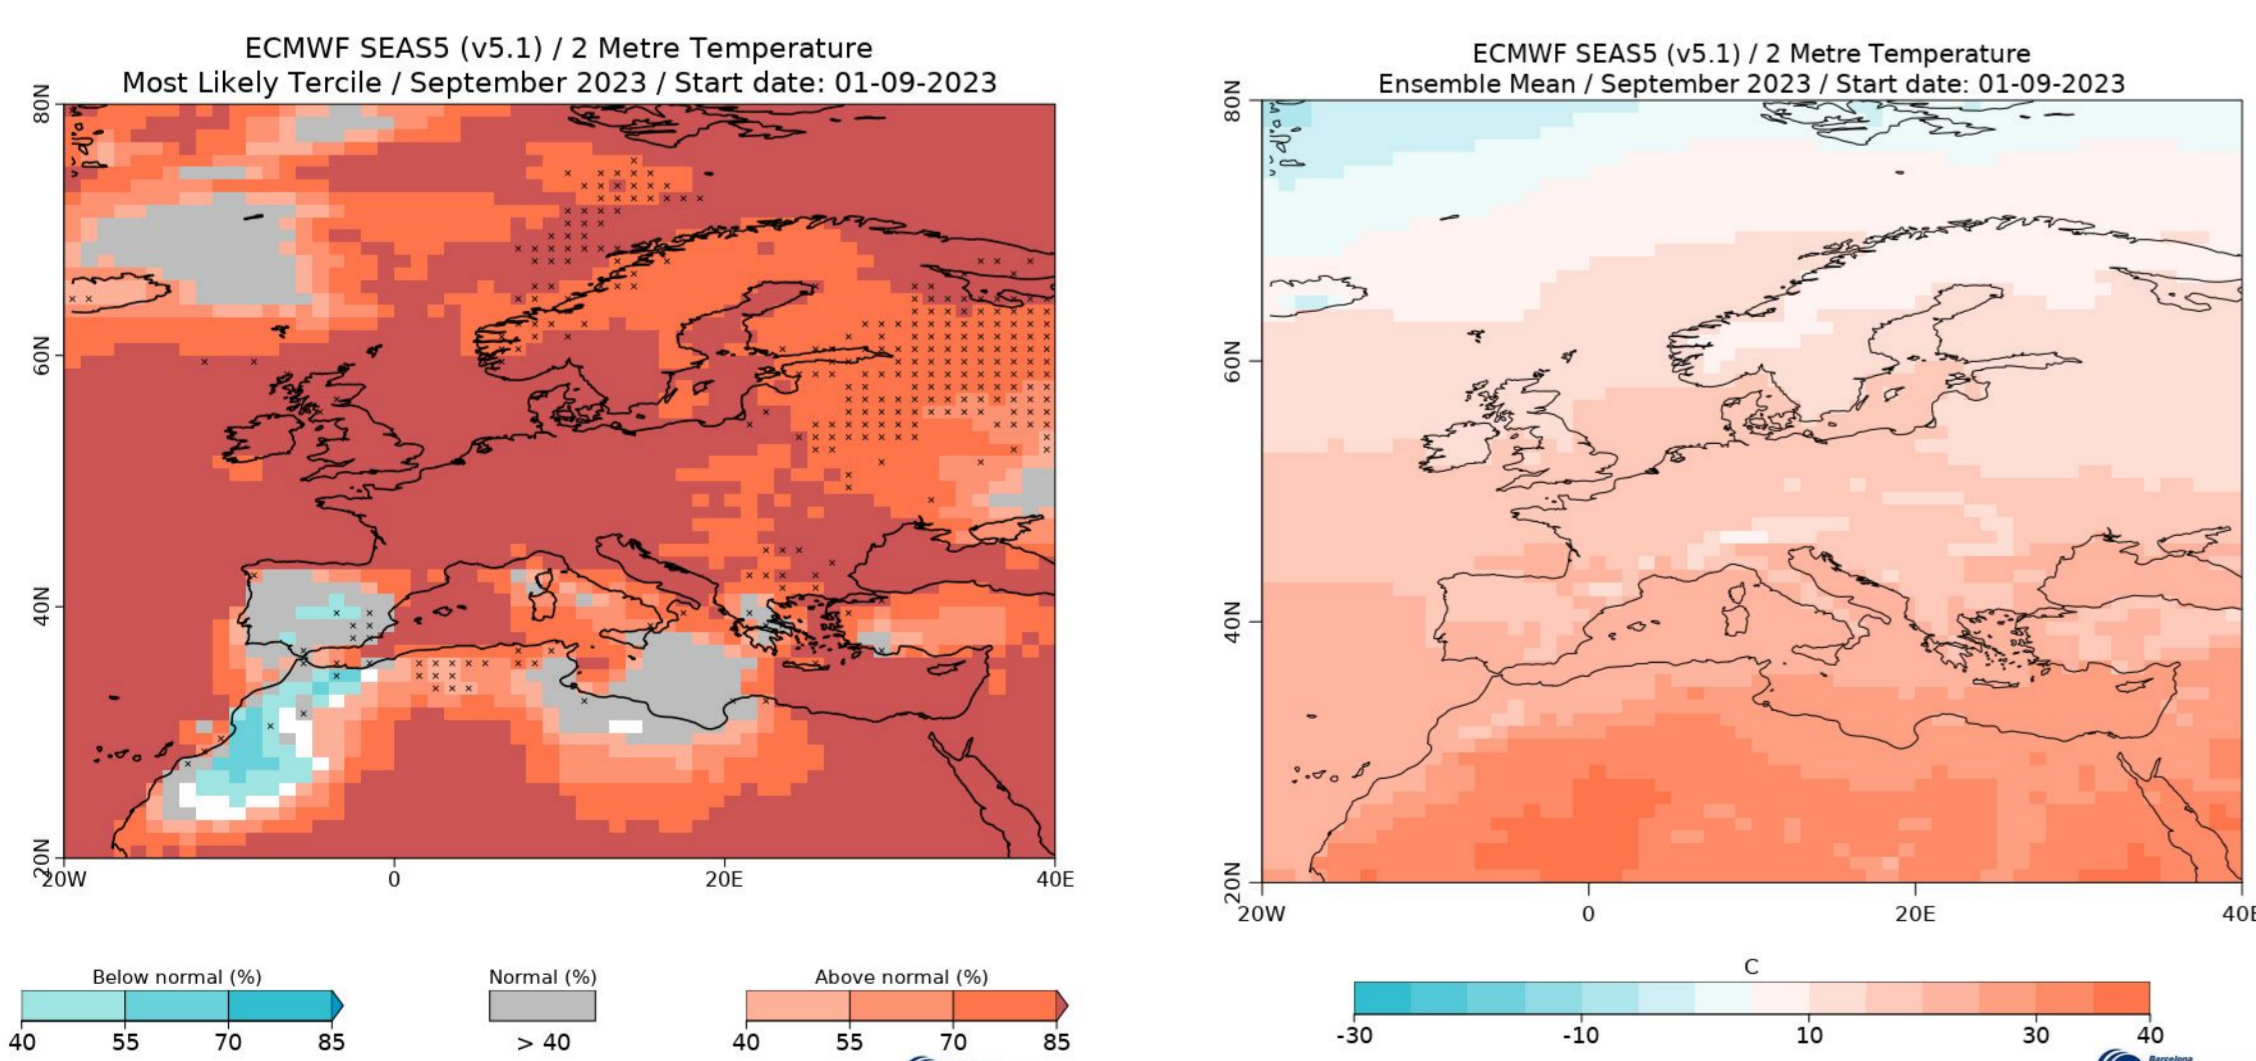 ECMWF SEAS5 (v5.1) / 2 Metre Temperature
Most Likely Tercile / September 2023 / Start date: 01-09-2023
80N
60N
40N
20N
20W
0
20E
40E
Below normal (%)
40
55
70
85
Normal (%)
> 40
Above normal (%)
40
55
70
85
ECMWF SEAS5 (v5.1) / 2 Metre Temperature
Ensemble Mean / September 2023 / Start date: 01-09-2023
80N
60N
40N
20N
20W
0
20E
40E
C
-30
-10
10
30
40
Barcelona